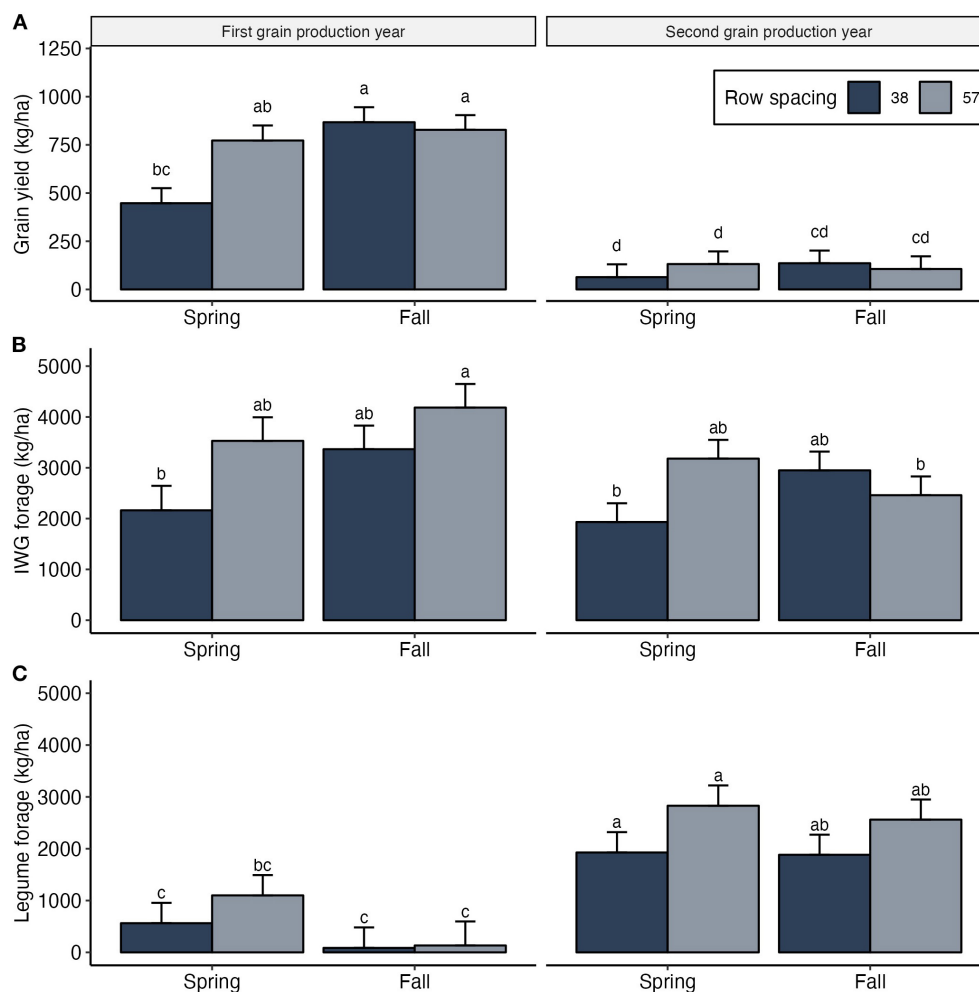 A
First grain production year
Second grain production year
Grain yield (kg/ha)
1250
1000
750
500
250
0
bc
ab
a
a
Row spacing 38 57
d
d
cd
cd
Spring
Fall
Spring
Fall
B
IWG forage (kg/ha)
5000
4000
3000
2000
1000
0
b
ab
ab
a
b
ab
ab
b
Spring
Fall
Spring
Fall
C
Legume forage (kg/ha)
5000
4000
3000
2000
1000
0
c
bc
c
c
a
a
ab
ab
Spring
Fall
Spring
Fall